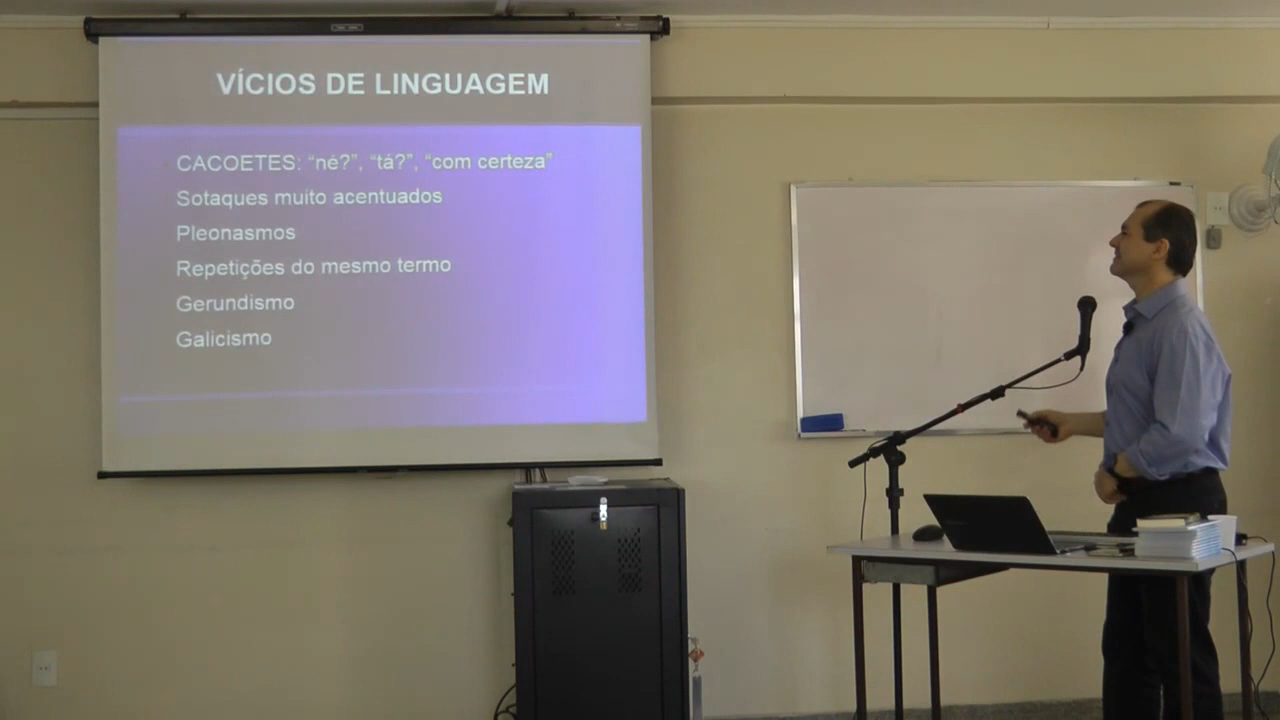 VÍCIOS DE LINGUAGEM
CACOETES: “né?”, “tá?”, “com certeza”
Sotaques muito acentuados
Pleonasmos
Repetições do mesmo termo
Gerundismo
Galicismo